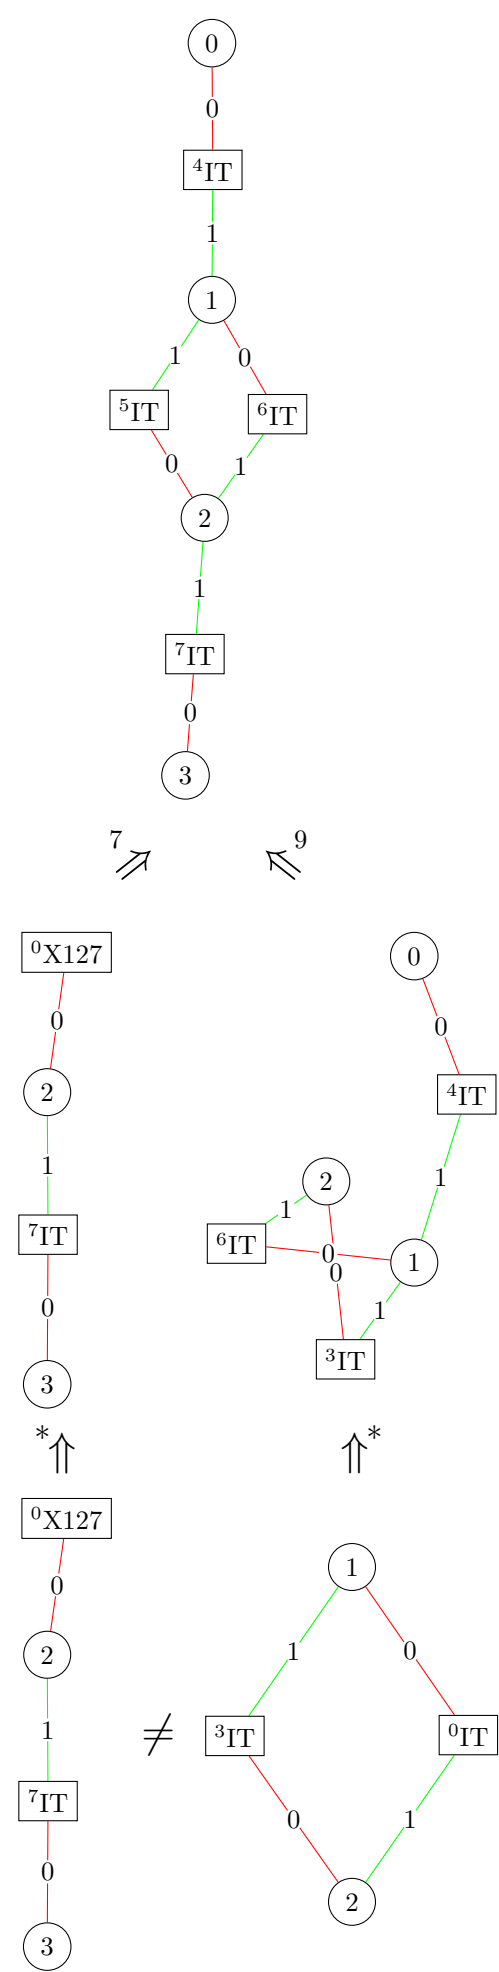 0
0
⁴IT
1
1
1 0
⁵IT ⁶IT
0 1
2
1
⁷IT
0
3
7 ⇗ ⇖ 9
⁰X127 0
0 0
2 ⁴IT
1 1
2
1
⁷IT ⁶IT 0 1
0
0 1
³IT
3
* ⇑ ⇑ *
⁰X127
1
0
2 1 0
1 ≠ ³IT ⁰IT
⁷IT
0 0 1
2
3